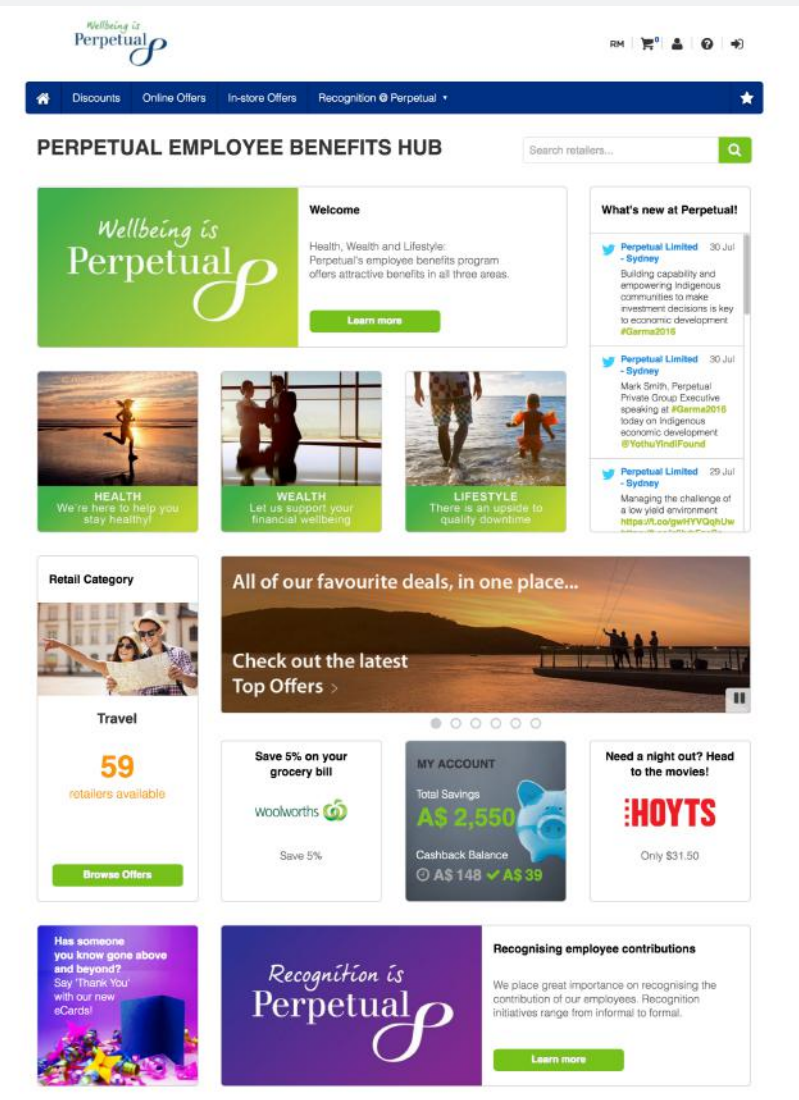 Wellbeing is
Perpetual
RM
0
Discounts
Online Offers
In-store Offers
Recognition @ Perpetual
PERPETUAL EMPLOYEE BENEFITS HUB
Search retailers...
Wellbeing is
Perpetual
Welcome
Health, Wealth and Lifestyle:
Perpetual's employee benefits program
offers attractive benefits in all three areas.
Learn more
What's new at Perpetual!
Perpetual Limited 30 Jul
- Sydney
Building capability and
empowering Indigenous
communities to make
investment decisions is key
to economic development
#Garma2016
Perpetual Limited 30 Jul
- Sydney
Mark Smith, Perpetual
Private Group Executive
speaking at #Garma2016
today on Indigenous
economic development
@YothuYindiFound
Perpetual Limited 29 Jul
- Sydney
Managing the challenge of
a low yield environment
HEALTH
We're here to help you
stay healthy!
WEALTH
Let us support your
financial wellbeing
LIFESTYLE
There is an upside to
quality downtime
Retail Category
Travel
59
retailers available
Browse Offers
All of our favourite deals, in one place...
Check out the latest
Top Offers >
Save 5% on your
grocery bill
woolworths
Save 5%
MY ACCOUNT
Total Savings
A$ 2,550
Cashback Balance
A$ 148 A$ 39
Need a night out? Head
to the movies!
HOYTS
Only $31.50
Has someone
you know gone above
and beyond?
Say 'Thank You'
with our new
eCards!
Recognition is
Perpetual
Recognising employee contributions
We place great importance on recognising the
contribution of our employees. Recognition
initiatives range from informal to formal.
Learn more